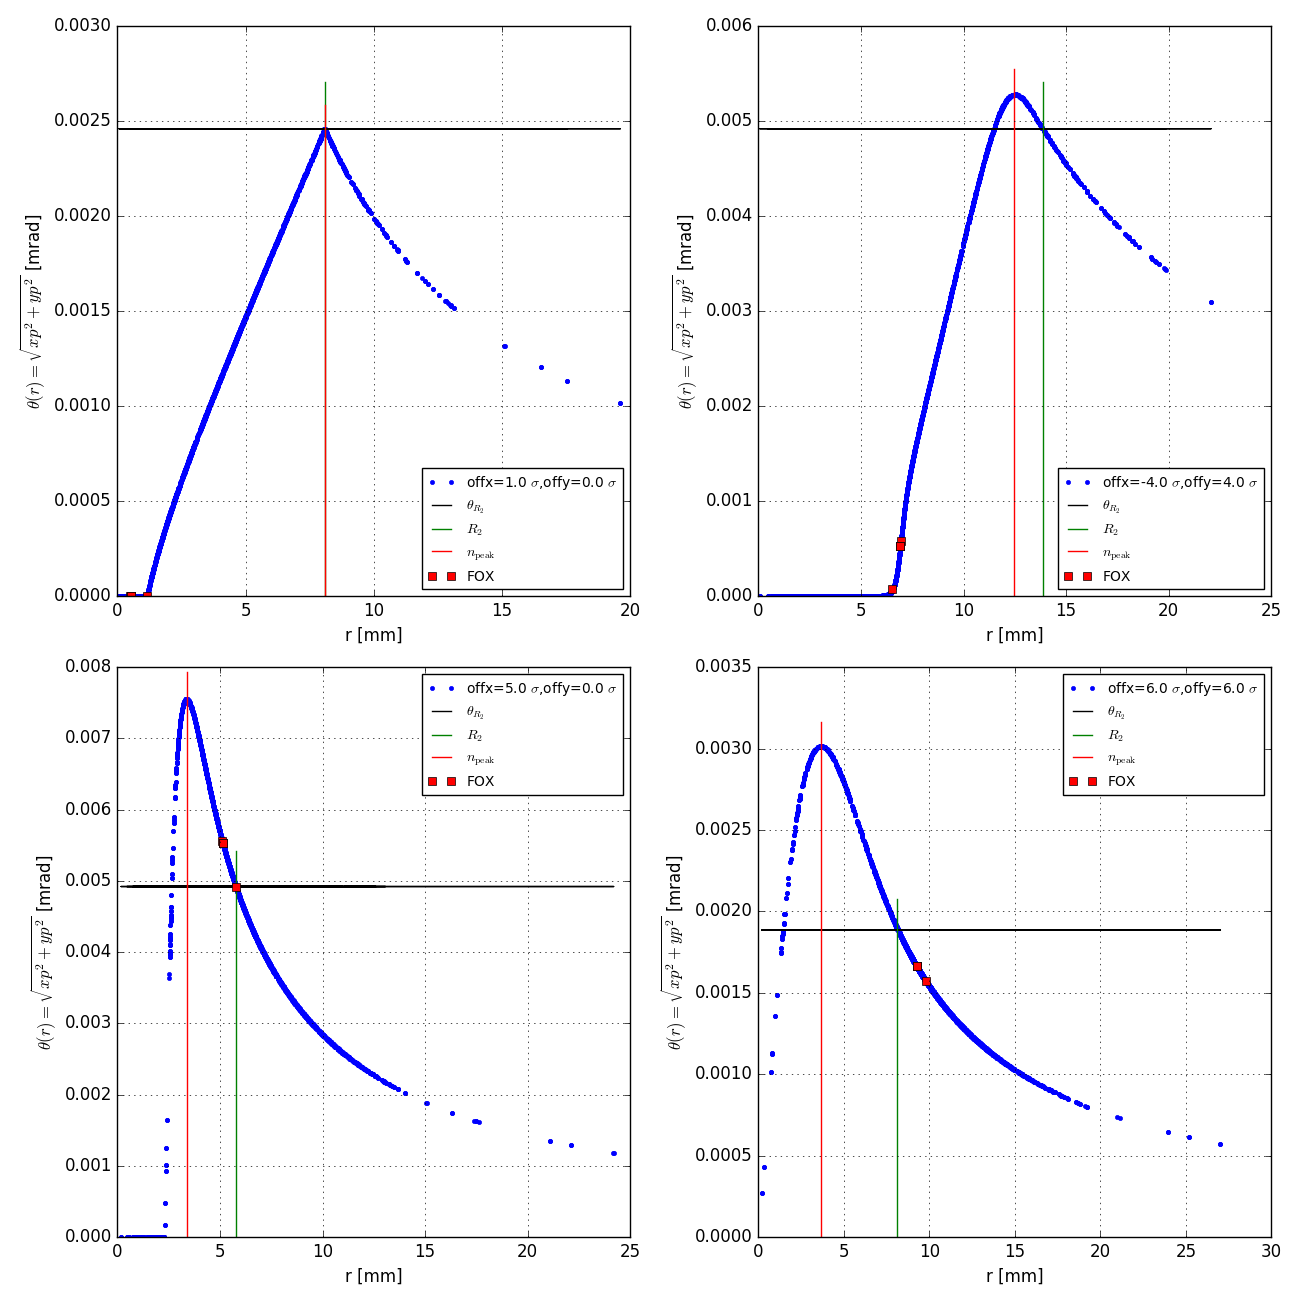 0.0030
0.0025
0.0020
0.0015
0.0010
0.0005
0.0000
0 5 10 15 20
r [mm]
θ(r) = √xp² + yp² [mrad]
offx=1.0 σ,offy=0.0 σ
θ_R₂
R₂
n_peak
FOX
0.006
0.005
0.004
0.003
0.002
0.001
0.000
0 5 10 15 20 25
r [mm]
θ(r) = √xp² + yp² [mrad]
offx=-4.0 σ,offy=4.0 σ
θ_R₂
R₂
n_peak
FOX
0.008
0.007
0.006
0.005
0.004
0.003
0.002
0.001
0.000
0 5 10 15 20 25
r [mm]
θ(r) = √xp² + yp² [mrad]
offx=5.0 σ,offy=0.0 σ
θ_R₂
R₂
n_peak
FOX
0.0035
0.0030
0.0025
0.0020
0.0015
0.0010
0.0005
0.0000
0 5 10 15 20 25 30
r [mm]
θ(r) = √xp² + yp² [mrad]
offx=6.0 σ,offy=6.0 σ
θ_R₂
R₂
n_peak
FOX